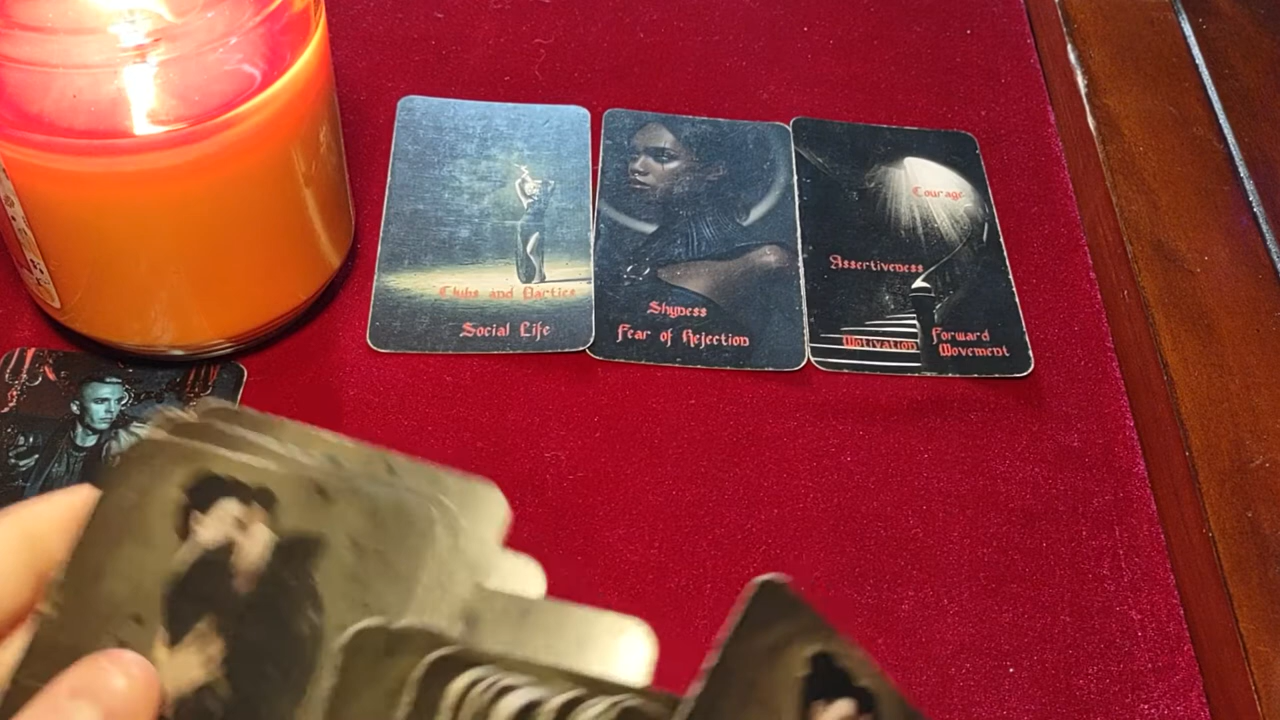 Clubs and Parties
Social Life
Shyness
Fear of Rejection
Courage
Assertiveness
Motivation
Forward
Movement